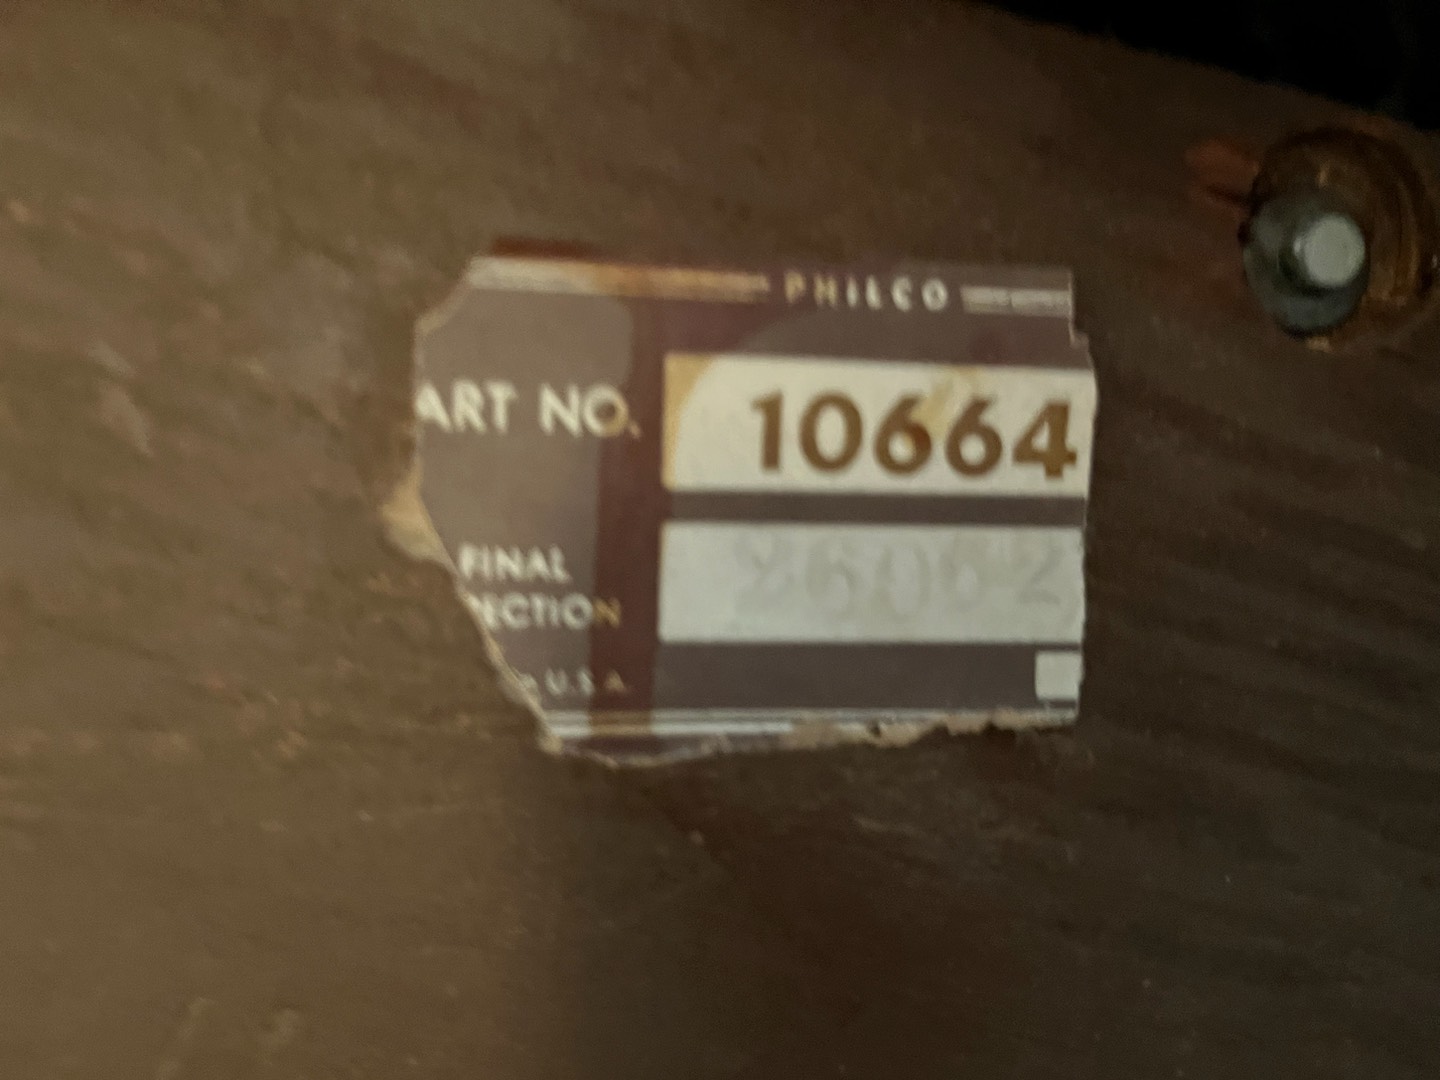 PHILCO
ART NO. 10664
FINAL
ECTION
U.S.A.